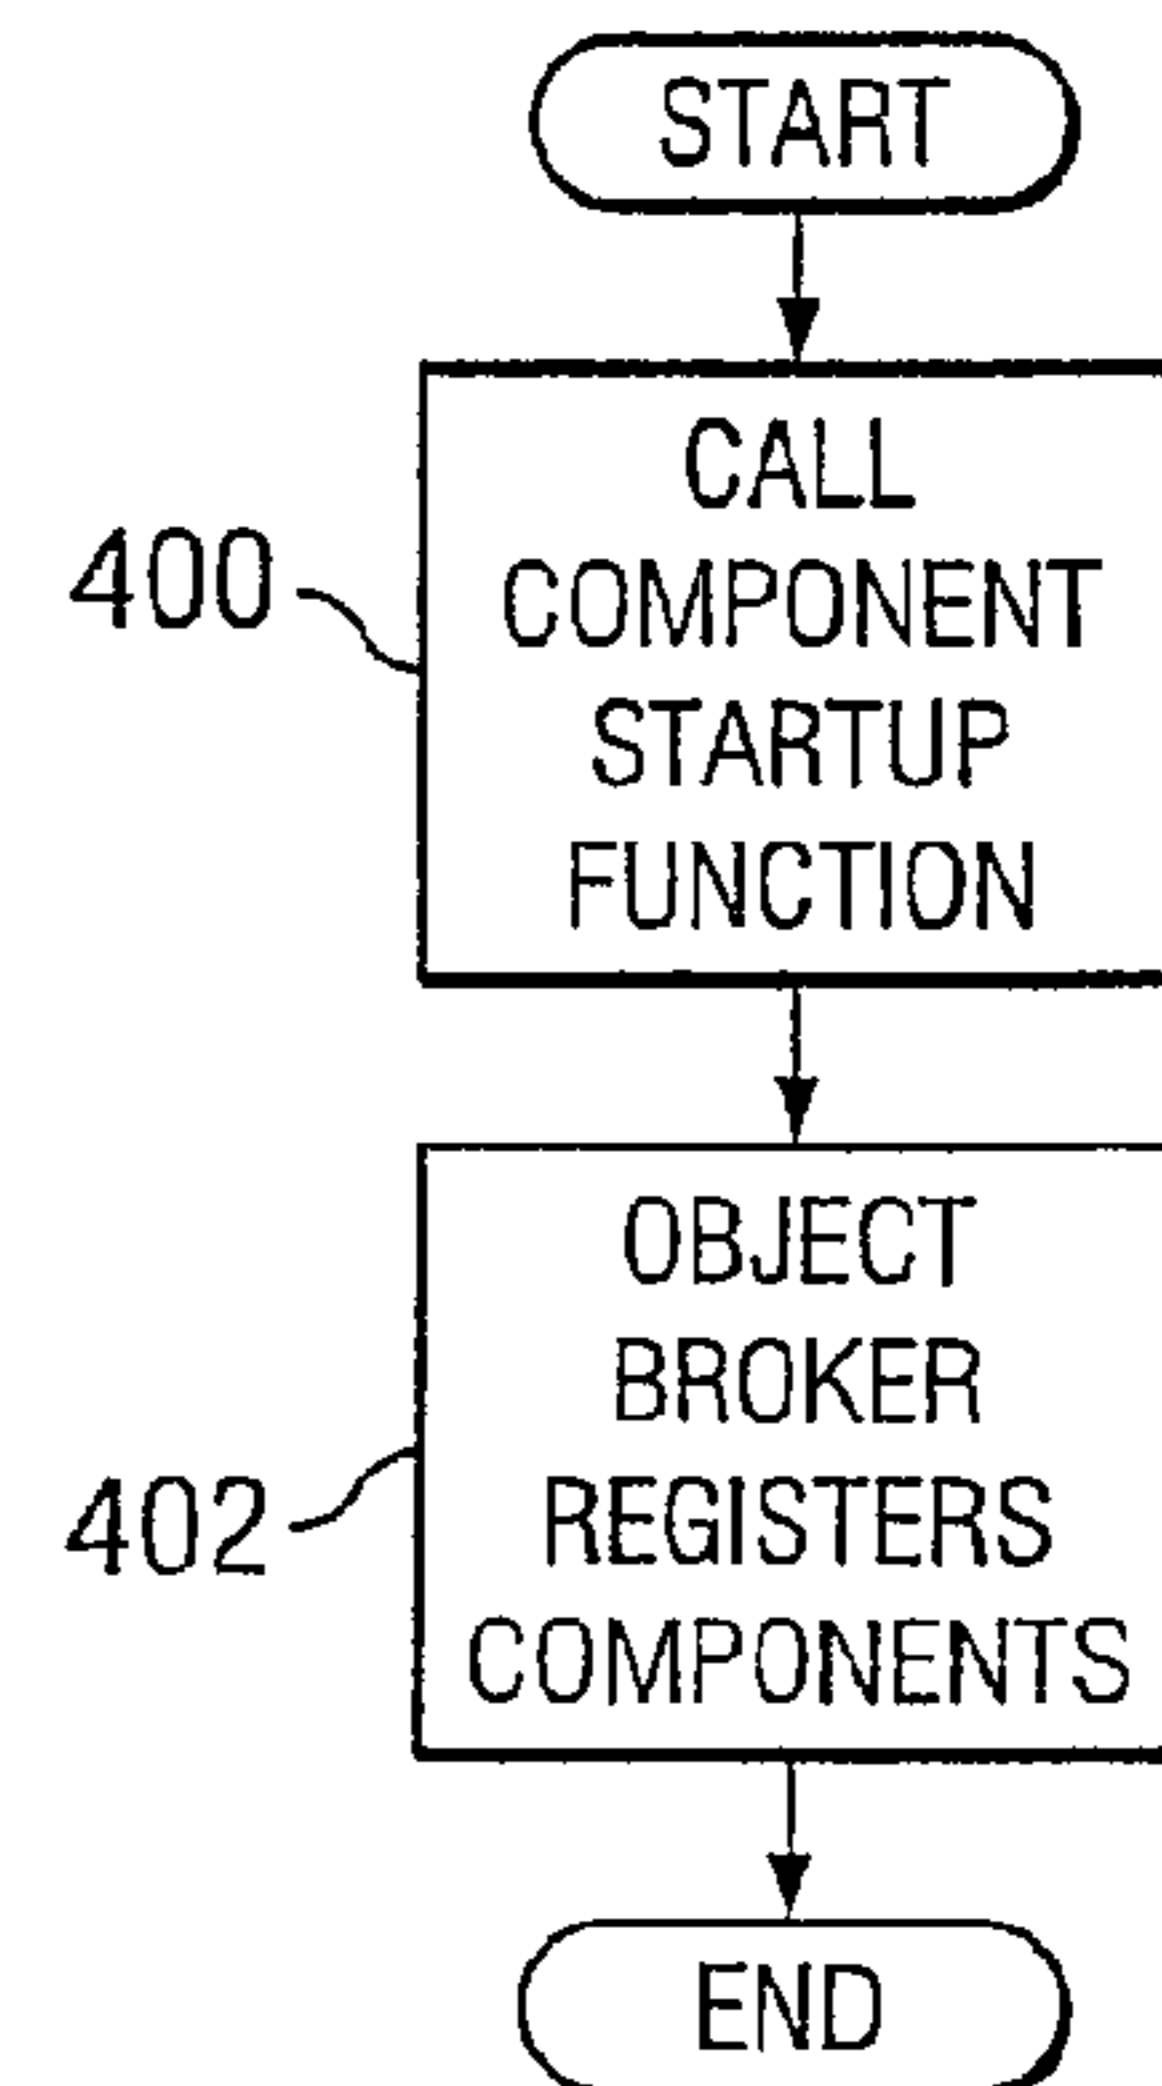 START
CALL
COMPONENT
STARTUP
FUNCTION
400
OBJECT
BROKER
REGISTERS
COMPONENTS
402
END